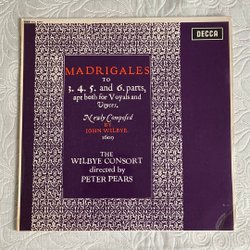 DECCA
MADRIGALES
TO
3. 4. 5. and 6. parts,
apt both for Voyals and
Voyces.
Newly Composed
BY
JOHN WILBYE.
1609
THE
WILBYE CONSORT
directed by
PETER PEARS